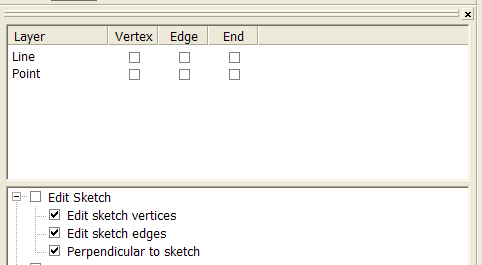 Layer Vertex Edge End
Line
Point
Edit Sketch
Edit sketch vertices
Edit sketch edges
Perpendicular to sketch